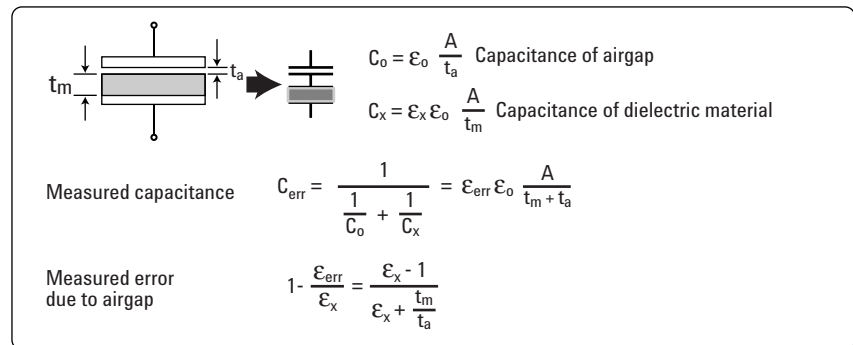 tm
ta
Co = εo A/ta Capacitance of airgap
Cx = εx εo A/tm Capacitance of dielectric material
Measured capacitance Cerr = 1/(1/Co + 1/Cx) = εerr εo A/(tm + ta)
Measured error
due to airgap
1- εerr/εx = (εx - 1)/(εx + tm/ta)